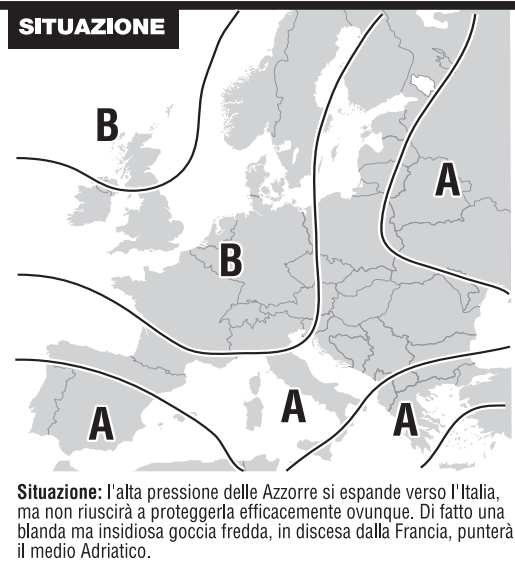 SITUAZIONE
B
A
B
A
A
A
Situazione: l'alta pressione delle Azzorre si espande verso l'Italia,
ma non riuscirà a proteggerla efficacemente ovunque. Di fatto una
blanda ma insidiosa goccia fredda, in discesa dalla Francia, punterà
il medio Adriatico.